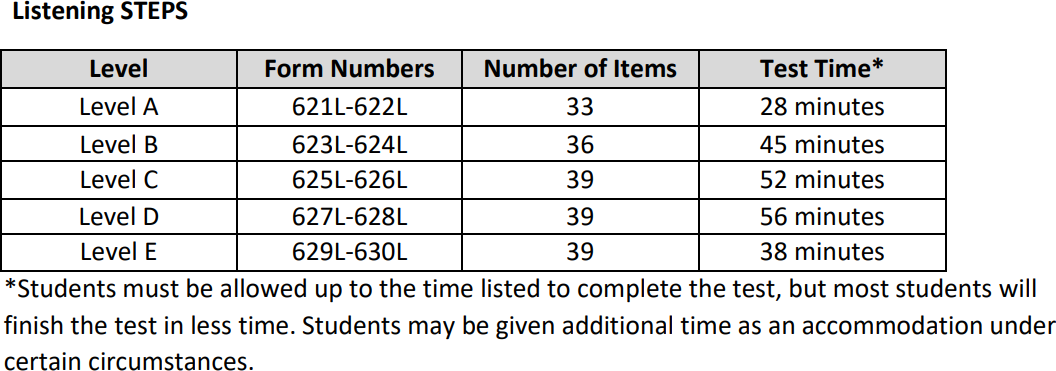 Listening STEPS
Level Form Numbers Number of Items Test Time*
Level A 621L-622L 33 28 minutes
Level B 623L-624L 36 45 minutes
Level C 625L-626L 39 52 minutes
Level D 627L-628L 39 56 minutes
Level E 629L-630L 39 38 minutes
*Students must be allowed up to the time listed to complete the test, but most students will
finish the test in less time. Students may be given additional time as an accommodation under
certain circumstances.